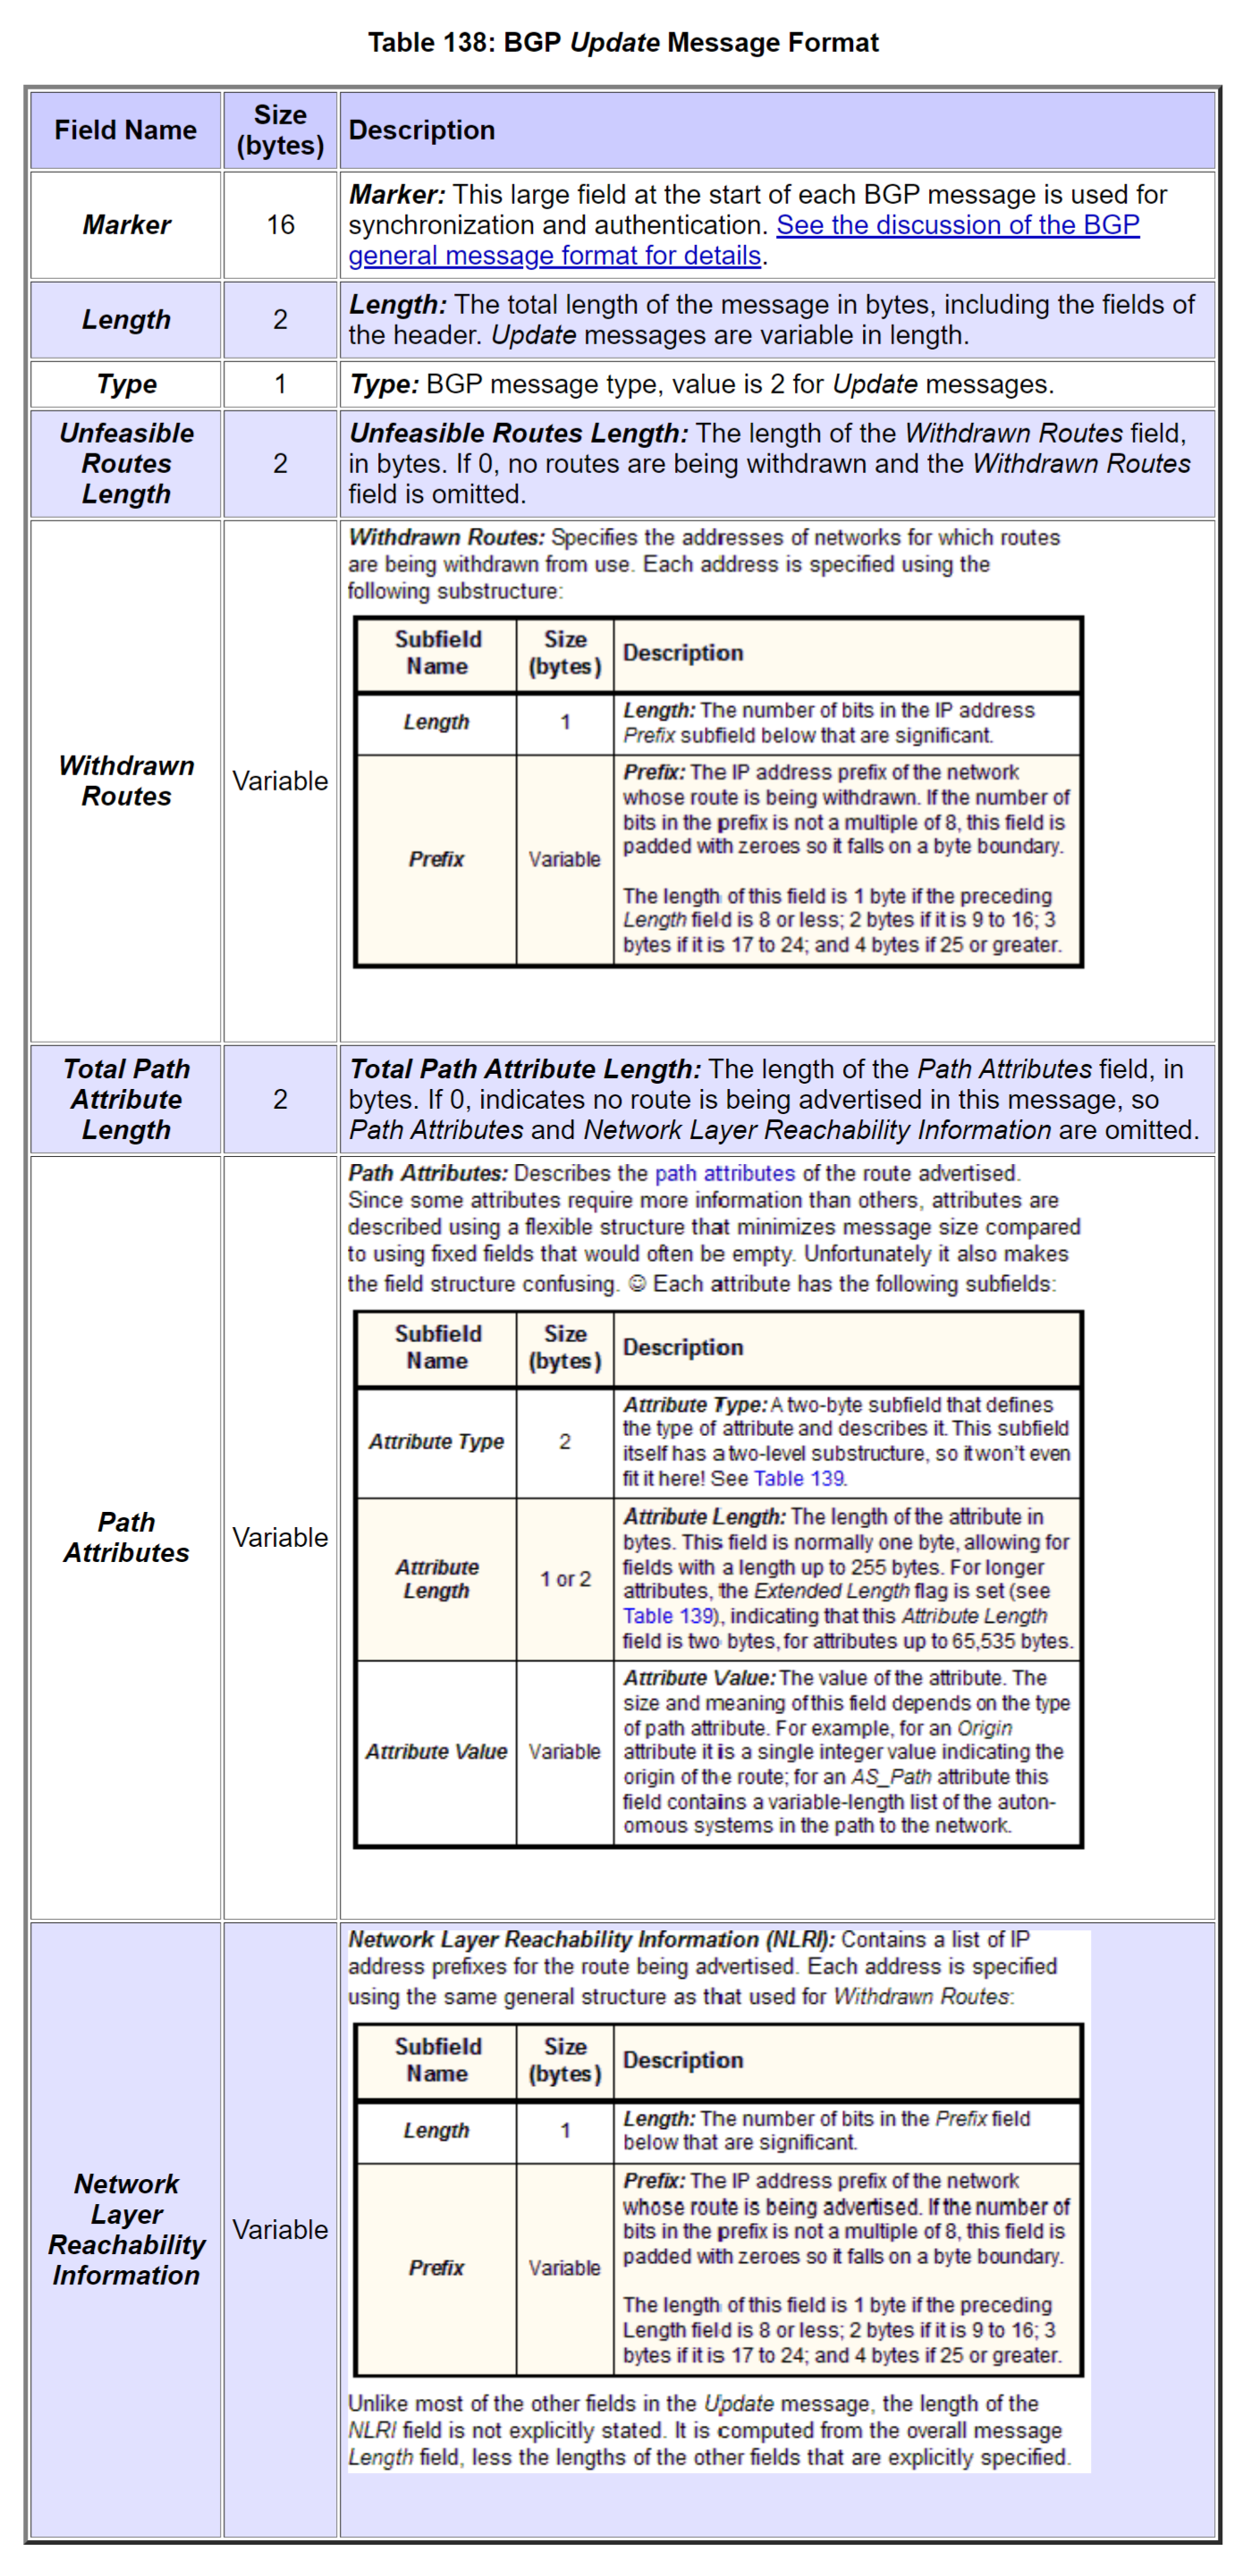 Table 138: BGP Update Message Format
Field Name
Size
(bytes)
Description
Marker
16
Marker: This large field at the start of each BGP message is used for
synchronization and authentication. See the discussion of the BGP
general message format for details.
Length
2
Length: The total length of the message in bytes, including the fields of
the header. Update messages are variable in length.
Type
1
Type: BGP message type, value is 2 for Update messages.
Unfeasible
Routes
Length
2
Unfeasible Routes Length: The length of the Withdrawn Routes field,
in bytes. If 0, no routes are being withdrawn and the Withdrawn Routes
field is omitted.
Withdrawn
Routes
Variable
Withdrawn Routes: Specifies the addresses of networks for which routes
are being withdrawn from use. Each address is specified using the
following substructure:
Subfield
Name
Size
(bytes)
Description
Length
1
Length: The number of bits in the IP address
Prefix subfield below that are significant.
Prefix
Variable
Prefix: The IP address prefix of the network
whose route is being withdrawn. If the number of
bits in the prefix is not a multiple of 8, this field is
padded with zeroes so it falls on a byte boundary.
The length of this field is 1 byte if the preceding
Length field is 8 or less; 2 bytes if it is 9 to 16; 3
bytes if it is 17 to 24; and 4 bytes if 25 or greater.
Total Path
Attribute
Length
2
Total Path Attribute Length: The length of the Path Attributes field, in
bytes. If 0, indicates no route is being advertised in this message, so
Path Attributes and Network Layer Reachability Information are omitted.
Path
Attributes
Variable
Path Attributes: Describes the path attributes of the route advertised.
Since some attributes require more information than others, attributes are
described using a flexible structure that minimizes message size compared
to using fixed fields that would often be empty. Unfortunately it also makes
the field structure confusing. ☺ Each attribute has the following subfields:
Subfield
Name
Size
(bytes)
Description
Attribute Type
2
Attribute Type: A two-byte subfield that defines
the type of attribute and describes it. This subfield
itself has a two-level substructure, so it won't even
fit it here! See Table 139.
Attribute
Length
1 or 2
Attribute Length: The length of the attribute in
bytes. This field is normally one byte, allowing for
fields with a length up to 255 bytes. For longer
attributes, the Extended Length flag is set (see
Table 139), indicating that this Attribute Length
field is two bytes, for attributes up to 65,535 bytes.
Attribute Value
Variable
Attribute Value: The value of the attribute. The
size and meaning of this field depends on the type
of path attribute. For example, for an Origin
attribute it is a single integer value indicating the
origin of the route; for an AS_Path attribute this
field contains a variable-length list of the auton-
omous systems in the path to the network.
Network
Layer
Reachability
Information
Variable
Network Layer Reachability Information (NLRI): Contains a list of IP
address prefixes for the route being advertised. Each address is specified
using the same general structure as that used for Withdrawn Routes:
Subfield
Name
Size
(bytes)
Description
Length
1
Length: The number of bits in the Prefix field
below that are significant.
Prefix
Variable
Prefix: The IP address prefix of the network
whose route is being advertised. If the number of
bits in the prefix is not a multiple of 8, this field is
padded with zeroes so it falls on a byte boundary.
The length of this field is 1 byte if the preceding
Length field is 8 or less; 2 bytes if it is 9 to 16; 3
bytes if it is 17 to 24; and 4 bytes if 25 or greater.
Unlike most of the other fields in the Update message, the length of the
NLRI field is not explicitly stated. It is computed from the overall message
Length field, less the lengths of the other fields that are explicitly specified.